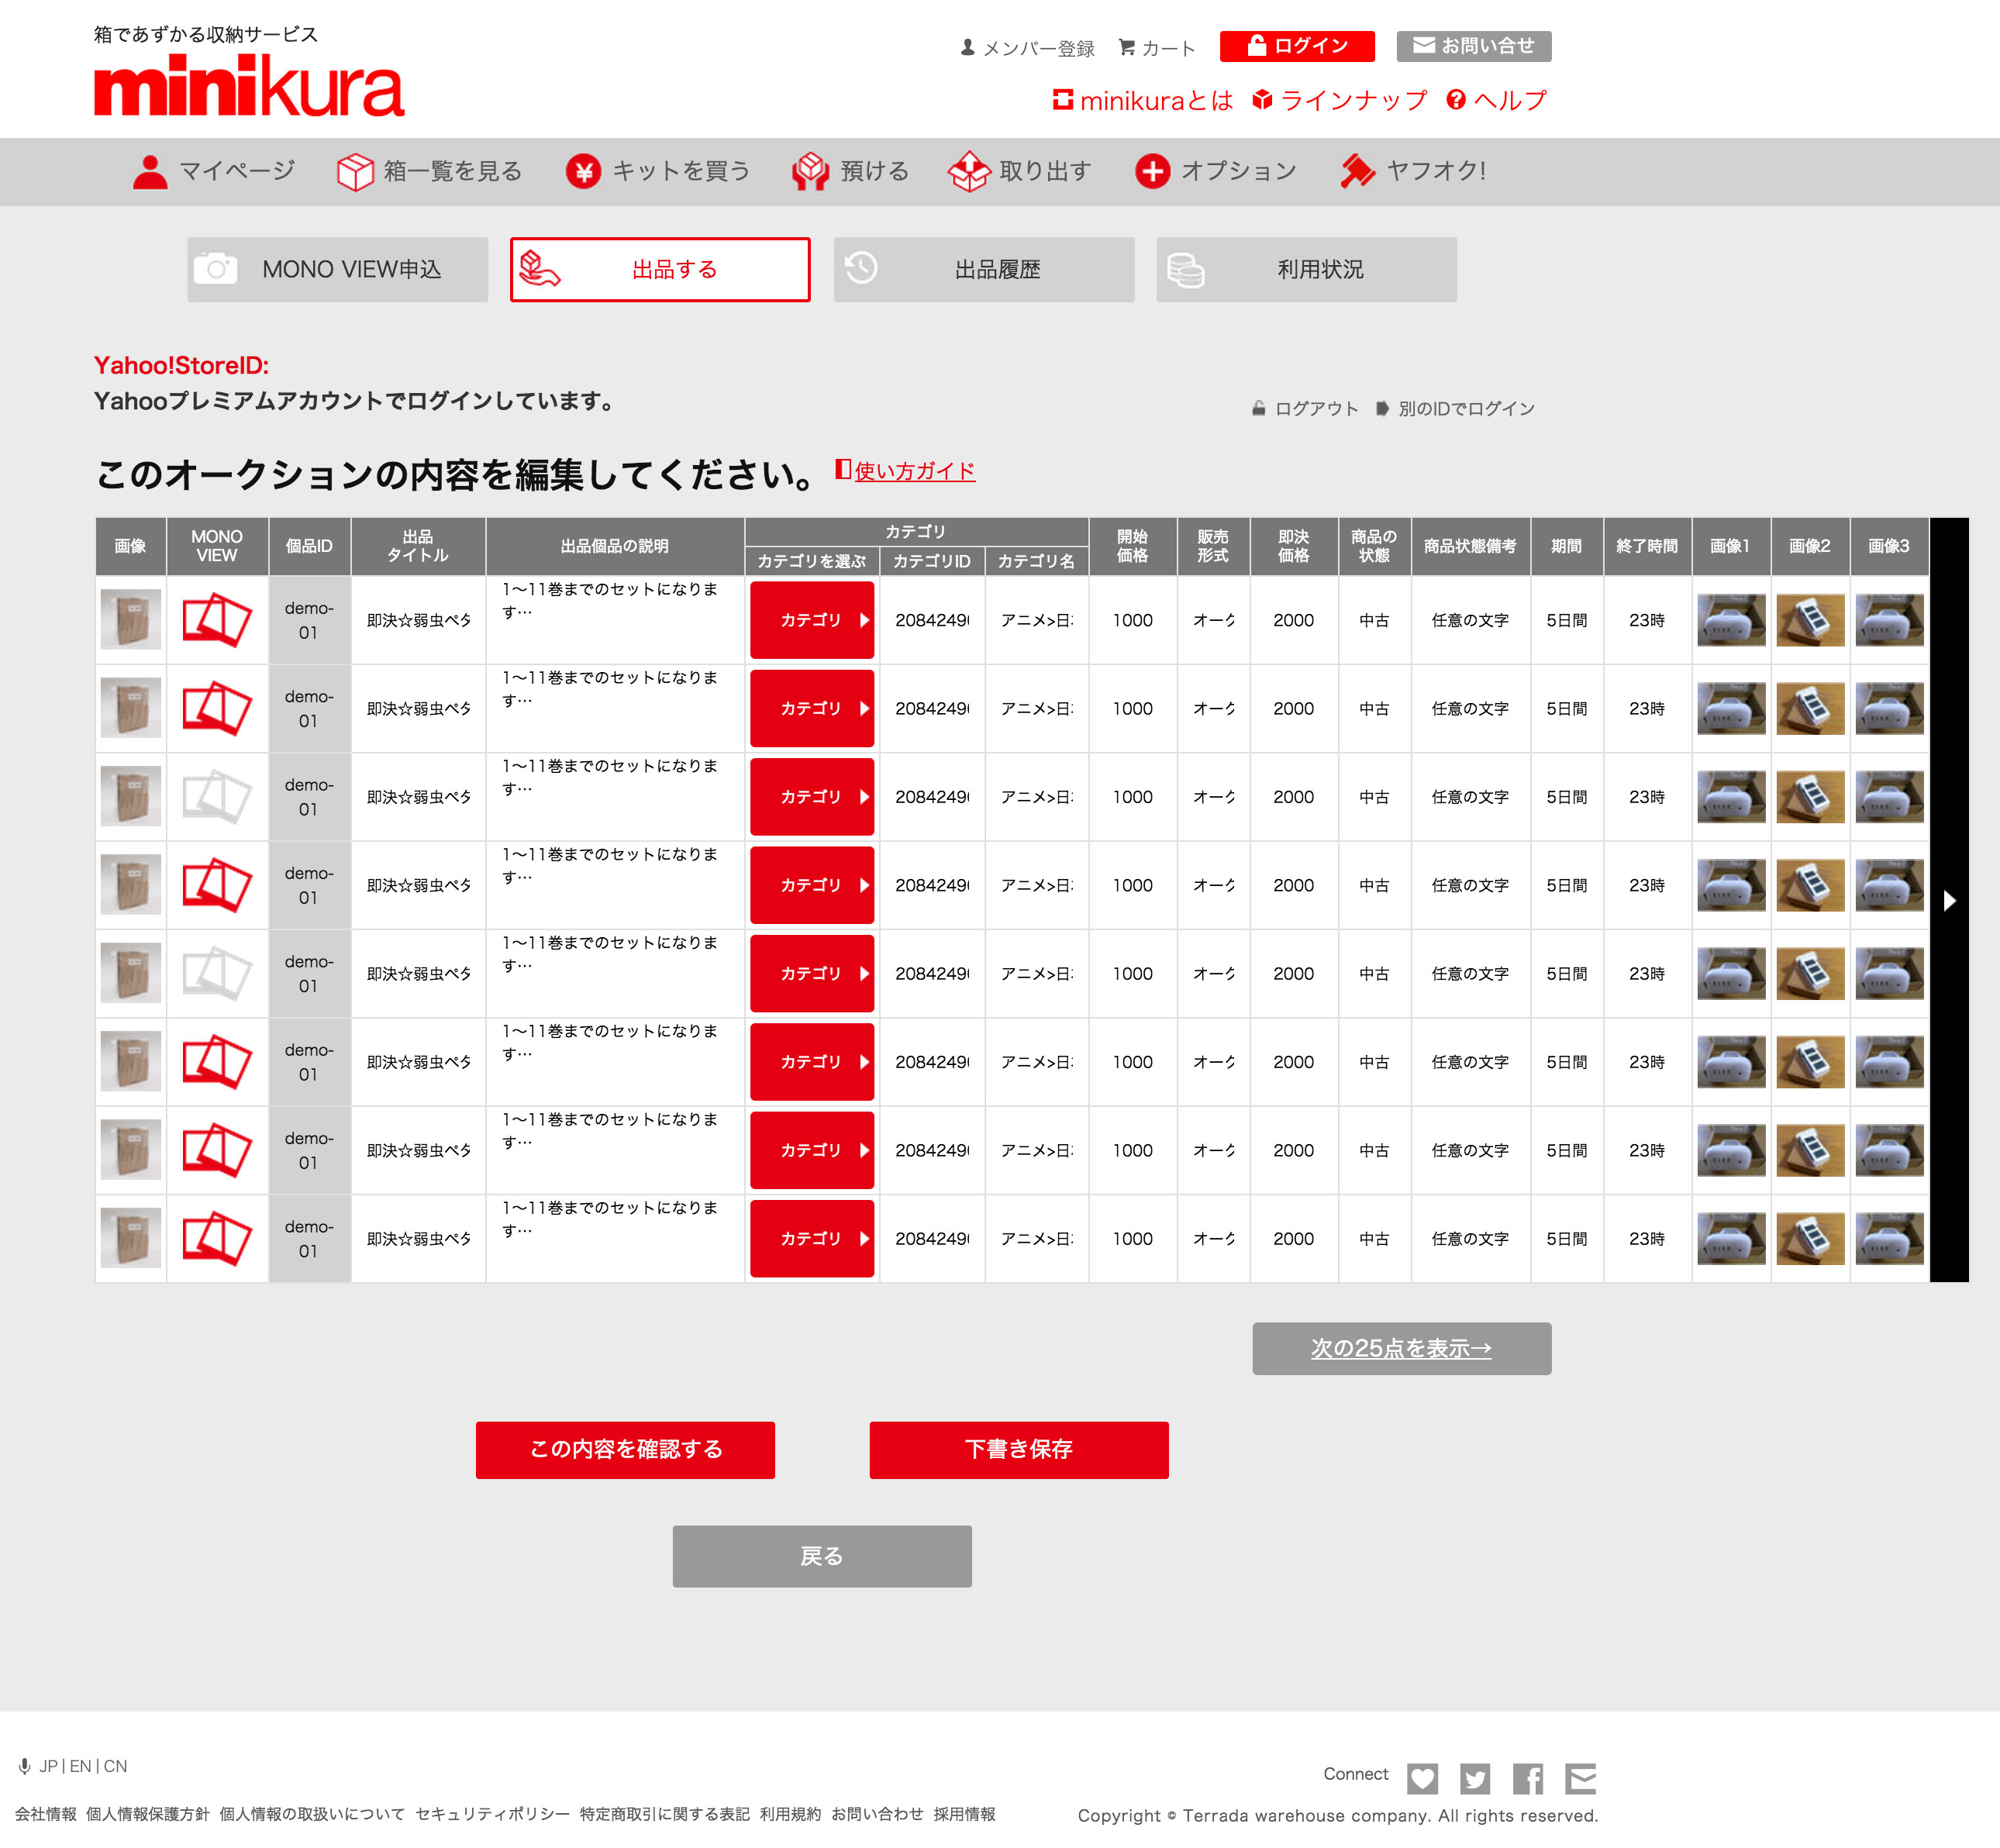 箱であずかる収納サービス
minikura
メンバー登録 カート ログイン お問い合せ
minikuraとは ラインナップ ヘルプ
マイページ 箱一覧を見る キットを買う 預ける 取り出す オプション ヤフオク!
MONO VIEW申込 出品する 出品履歴 利用状況
Yahoo!StoreID:
Yahooプレミアムアカウントでログインしています。
ログアウト 別のIDでログイン
このオークションの内容を編集してください。 使い方ガイド
画像 MONO VIEW 個品ID 出品タイトル 出品個品の説明 カテゴリ カテゴリを選ぶ カテゴリID カテゴリ名 開始価格 販売形式 即決価格 商品の状態 商品状態備考 期間 終了時間 画像1 画像2 画像3
demo-01 即決☆弱虫ペタ 1〜11巻までのセットになります… カテゴリ 2084249 アニメ>日 1000 オーク 2000 中古 任意の文字 5日間 23時
demo-01 即決☆弱虫ペタ 1〜11巻までのセットになります… カテゴリ 2084249 アニメ>日 1000 オーク 2000 中古 任意の文字 5日間 23時
demo-01 即決☆弱虫ペタ 1〜11巻までのセットになります… カテゴリ 2084249 アニメ>日 1000 オーク 2000 中古 任意の文字 5日間 23時
demo-01 即決☆弱虫ペタ 1〜11巻までのセットになります… カテゴリ 2084249 アニメ>日 1000 オーク 2000 中古 任意の文字 5日間 23時
demo-01 即決☆弱虫ペタ 1〜11巻までのセットになります… カテゴリ 2084249 アニメ>日 1000 オーク 2000 中古 任意の文字 5日間 23時
demo-01 即決☆弱虫ペタ 1〜11巻までのセットになります… カテゴリ 2084249 アニメ>日 1000 オーク 2000 中古 任意の文字 5日間 23時
demo-01 即決☆弱虫ペタ 1〜11巻までのセットになります… カテゴリ 2084249 アニメ>日 1000 オーク 2000 中古 任意の文字 5日間 23時
demo-01 即決☆弱虫ペタ 1〜11巻までのセットになります… カテゴリ 2084249 アニメ>日 1000 オーク 2000 中古 任意の文字 5日間 23時
次の25点を表示→
この内容を確認する 下書き保存
戻る
JP | EN | CN
Connect
会社情報 個人情報保護方針 個人情報の取扱いについて セキュリティポリシー 特定商取引に関する表記 利用規約 お問い合わせ 採用情報
Copyright © Terrada warehouse company. All rights reserved.